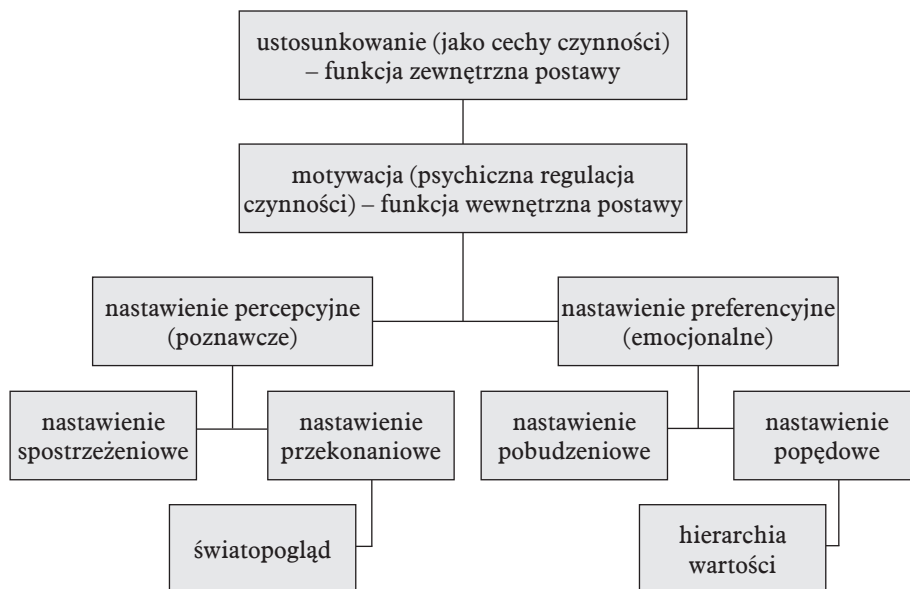 ustosunkowanie (jako cechy czynności)
– funkcja zewnętrzna postawy
motywacja (psychiczna regulacja
czynności) – funkcja wewnętrzna postawy
nastawienie percepcyjne
(poznawcze)
nastawienie preferencyjne
(emocjonalne)
nastawienie
spostrzeżeniowe
nastawienie
przekonaniowe
nastawienie
pobudzeniowe
nastawienie
popędowe
światopogląd
hierarchia
wartości